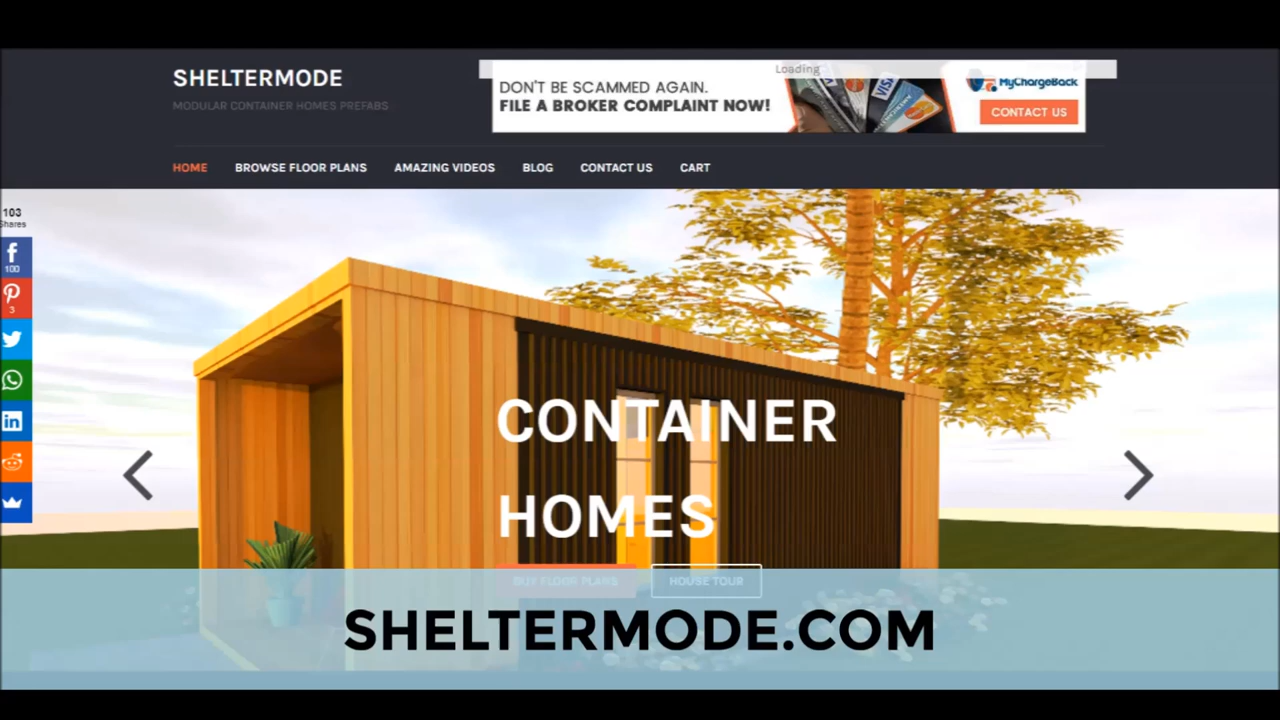 SHELTERMODE
MODULAR CONTAINER HOMES PREFABS
Loading
DON'T BE SCAMMED AGAIN.
FILE A BROKER COMPLAINT NOW!
MyChargeBack
CONTACT US
HOME BROWSE FLOOR PLANS AMAZING VIDEOS BLOG CONTACT US CART
103
Shares
100
3
CONTAINER
HOMES
BUY FLOOR PLANS HOUSE TOUR
SHELTERMODE.COM